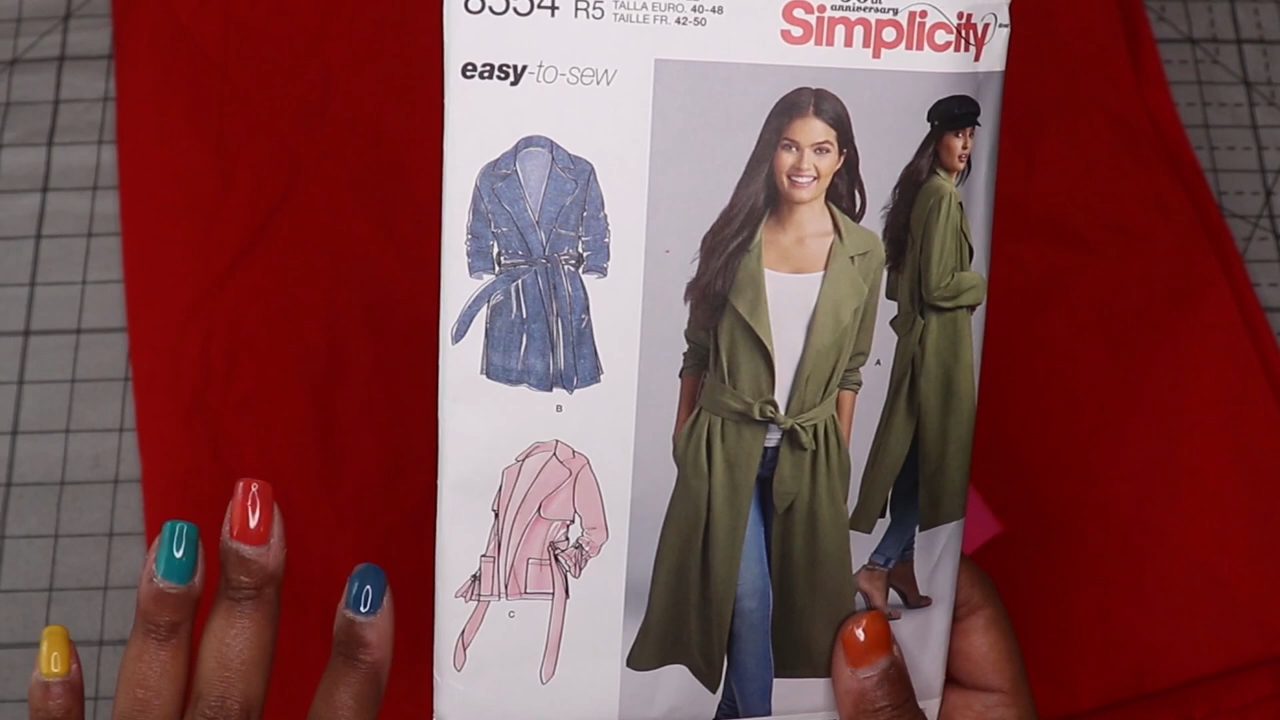 8554 R5
TALLA EURO. 40-48
TAILLE FR. 42-50
anniversary
Simplicity
easy-to-sew
A
B
C